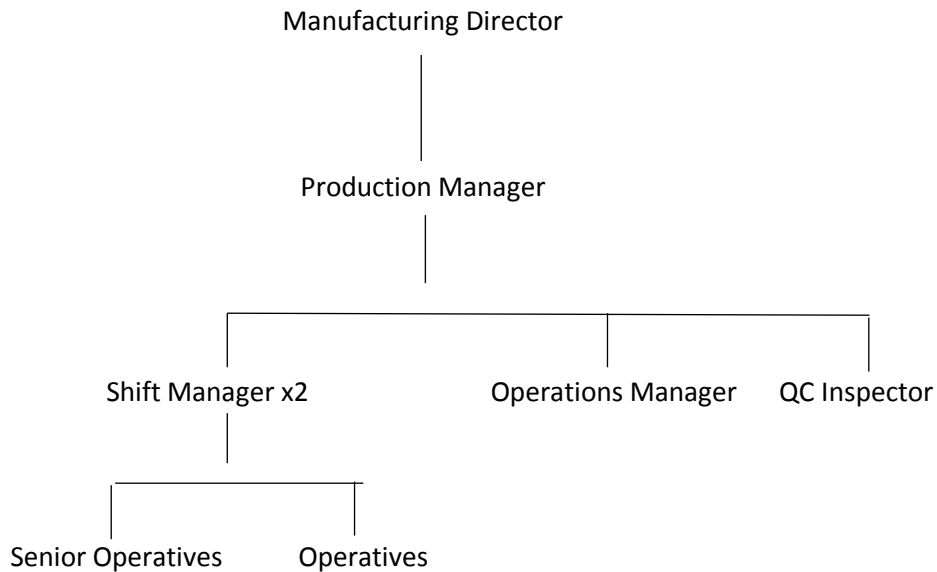 Manufacturing Director
Production Manager
Shift Manager x2
Operations Manager
QC Inspector
Senior Operatives
Operatives